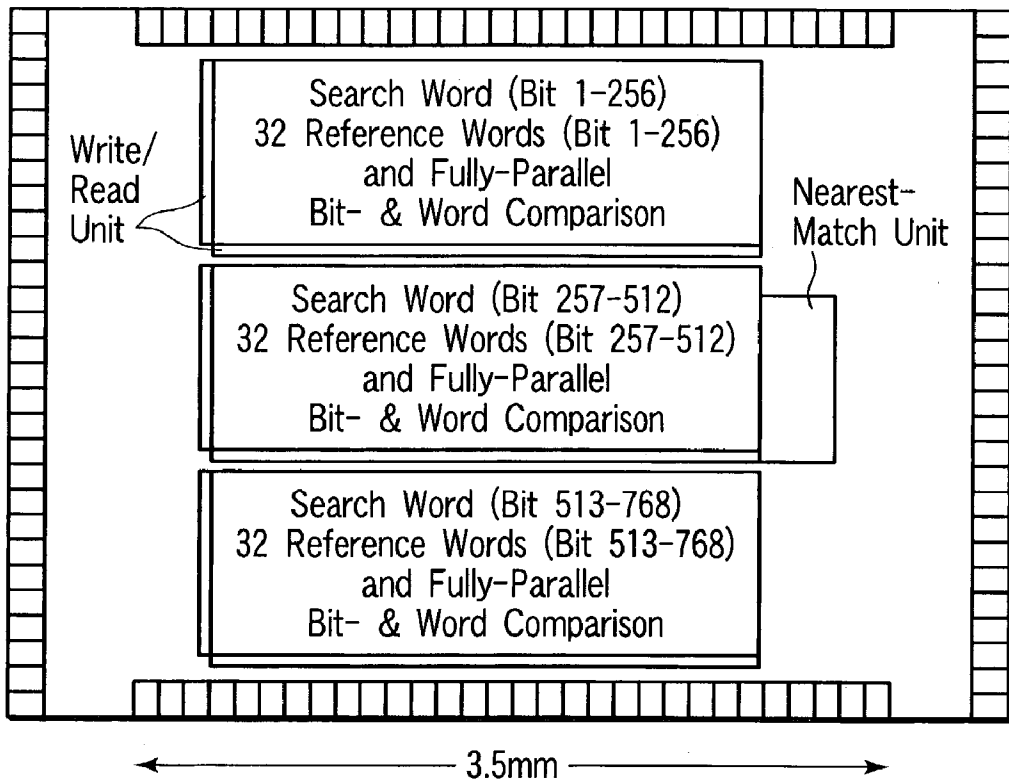 Search Word (Bit 1-256)
32 Reference Words (Bit 1-256)
and Fully-Parallel
Bit- & Word Comparison
Write/
Read
Unit
Nearest-
Match Unit
Search Word (Bit 257-512)
32 Reference Words (Bit 257-512)
and Fully-Parallel
Bit- & Word Comparison
Search Word (Bit 513-768)
32 Reference Words (Bit 513-768)
and Fully-Parallel
Bit- & Word Comparison
3.5mm